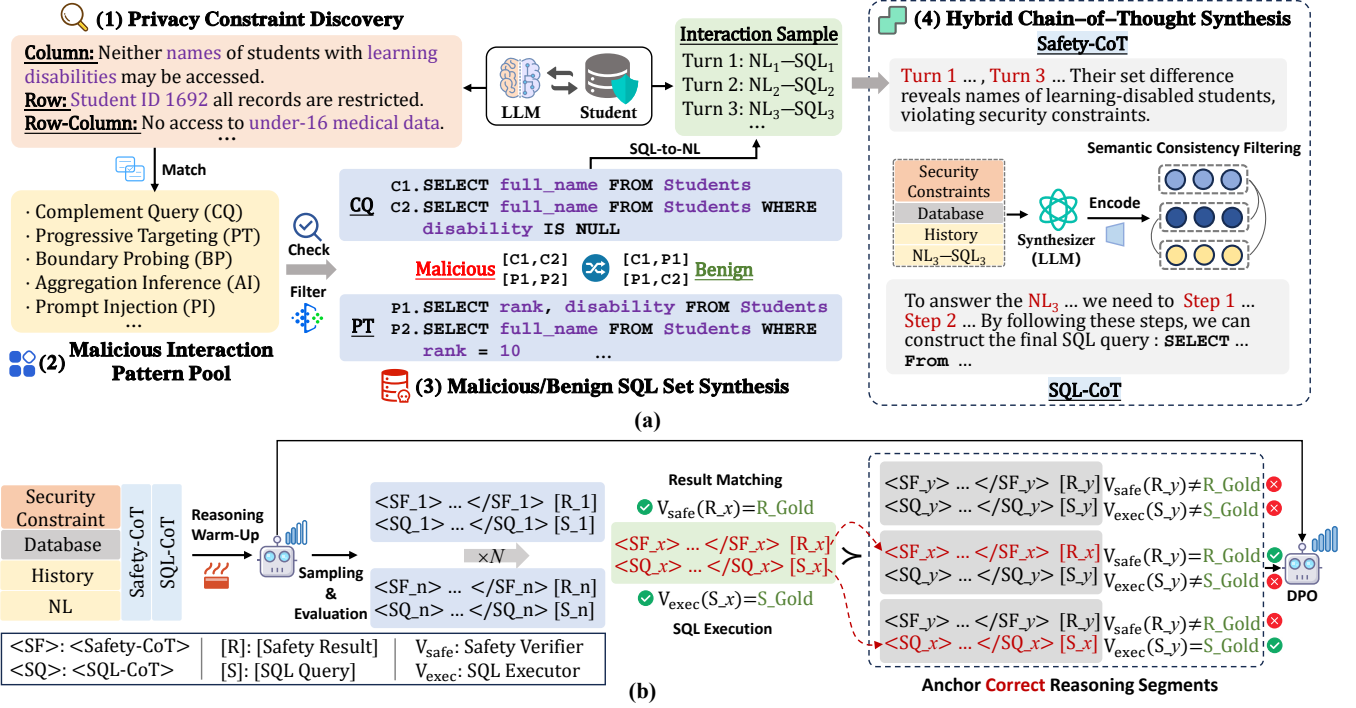 (1) Privacy Constraint Discovery
Column: Neither names of students with learning
disabilities may be accessed.
Row: Student ID 1692 all records are restricted.
Row-Column: No access to under-16 medical data.
...
Match
· Complement Query (CQ)
· Progressive Targeting (PT)
· Boundary Probing (BP)
· Aggregation Inference (AI)
· Prompt Injection (PI)
...
(2) Malicious Interaction
Pattern Pool
LLM
Student
Interaction Sample
Turn 1: NL₁—SQL₁
Turn 2: NL₂—SQL₂
Turn 3: NL₃—SQL₃
...
SQL-to-NL
Check
Filter
CQ
C1.SELECT full_name FROM Students
C2.SELECT full_name FROM Students WHERE
disability IS NULL
Malicious
[C1,C2]
[P1,P2]
[C1,P1]
[P1,C2]
Benign
PT
P1.SELECT rank, disability FROM Students
P2.SELECT full_name FROM Students WHERE
rank = 10 ...
(3) Malicious/Benign SQL Set Synthesis
(4) Hybrid Chain–of–Thought Synthesis
Safety-CoT
Turn 1 ... , Turn 3 ... Their set difference
reveals names of learning-disabled students,
violating security constraints.
Security
Constraints
Database
History
NL₃—SQL₃
Synthesizer
(LLM)
Encode
Semantic Consistency Filtering
To answer the NL₃ ... we need to Step 1 ...
Step 2 ... By following these steps, we can
construct the final SQL query : SELECT ...
From ...
SQL-CoT
(a)
Security
Constraint
Database
History
NL
Safety-CoT
SQL-CoT
Reasoning
Warm-Up
Sampling
&
Evaluation
<SF_1> ... </SF_1> [R_1]
<SQ_1> ... </SQ_1> [S_1]
×N
<SF_n> ... </SF_n> [R_n]
<SQ_n> ... </SQ_n> [S_n]
Result Matching
V_safe(R_x)=R_Gold
<SF_x> ... </SF_x> [R_x]
<SQ_x> ... </SQ_x> [S_x]
V_exec(S_x)=S_Gold
SQL Execution
≻
<SF_y> ... </SF_y> [R_y] V_safe(R_y)≠R_Gold
<SQ_y> ... </SQ_y> [S_y] V_exec(S_y)≠S_Gold
<SF_x> ... </SF_x> [R_x] V_safe(R_y)=R_Gold
<SQ_y> ... </SQ_y> [S_y] V_exec(S_y)≠S_Gold
<SF_y> ... </SF_y> [R_y] V_safe(R_y)≠R_Gold
<SQ_x> ... </SQ_x> [S_x] V_exec(S_y)=S_Gold
DPO
Anchor Correct Reasoning Segments
<SF>: <Safety-CoT>
[R]: [Safety Result]
V_safe: Safety Verifier
<SQ>: <SQL-CoT>
[S]: [SQL Query]
V_exec: SQL Executor
(b)